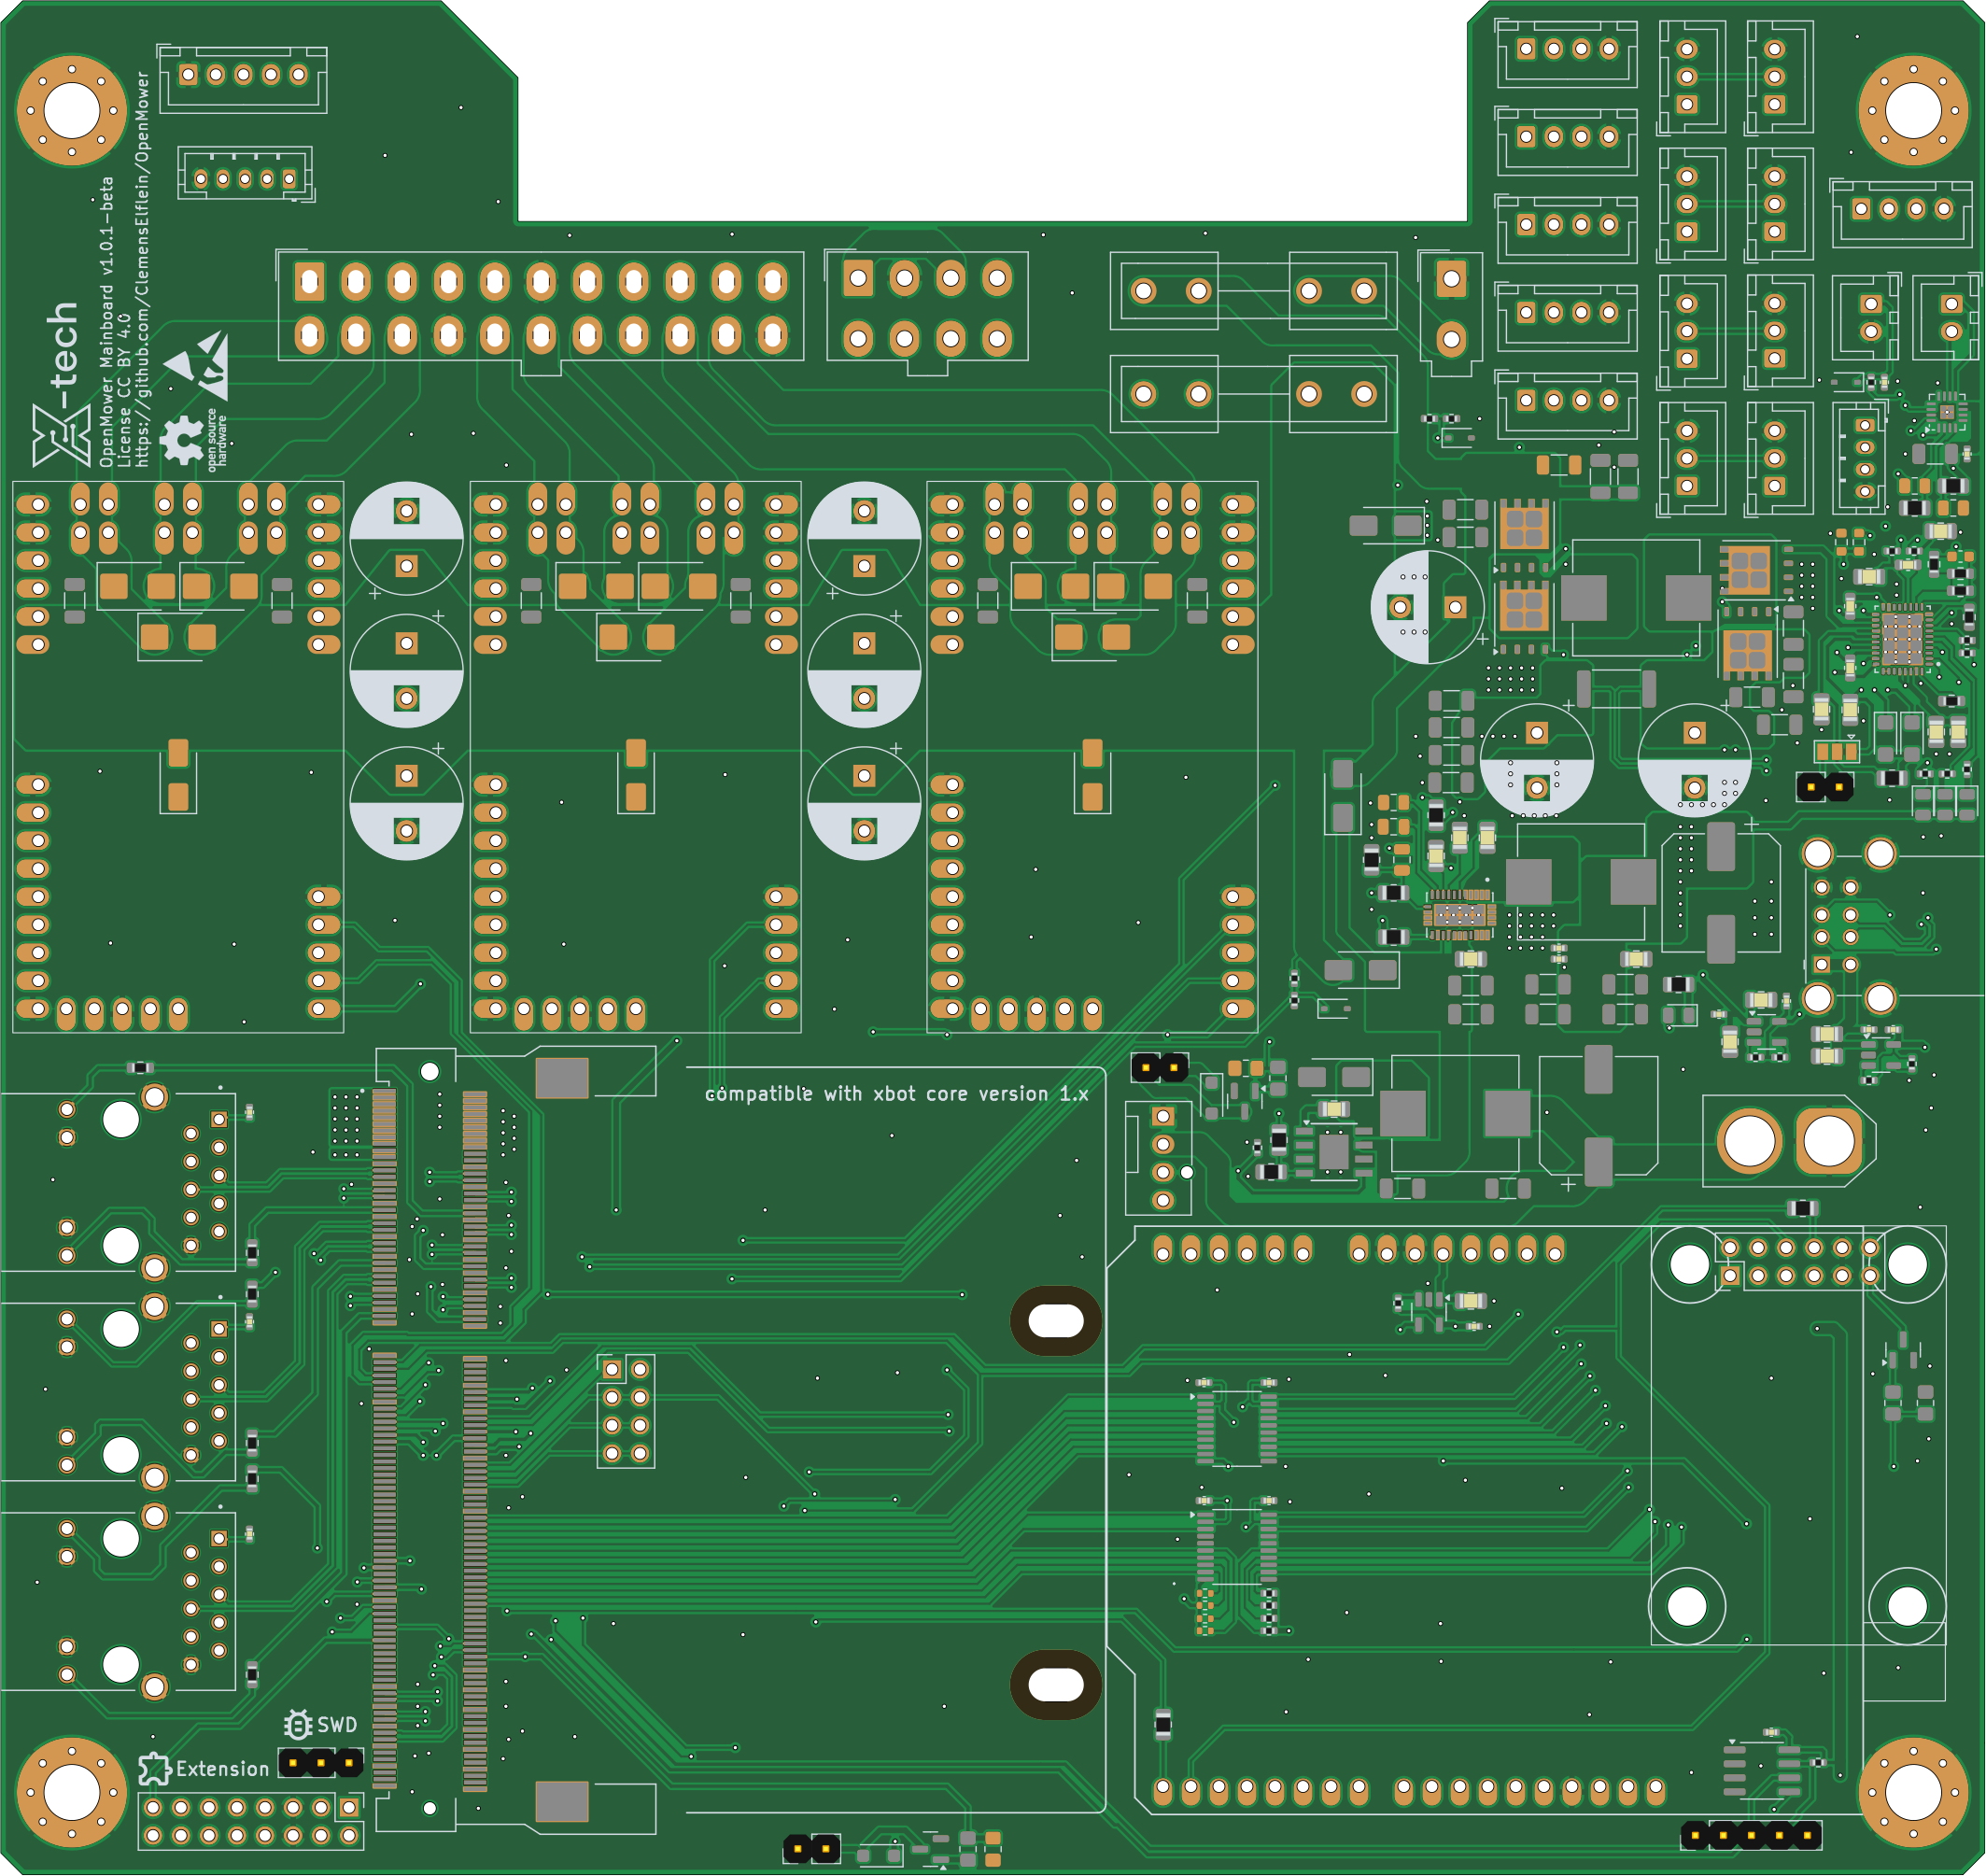 X-tech
OpenMower Mainboard v1.0.1-beta
License CC BY 4.0
https://github.com/ClemensElflein/OpenMower
open source
hardware
compatible with xbot core version 1.x
SWD
Extension